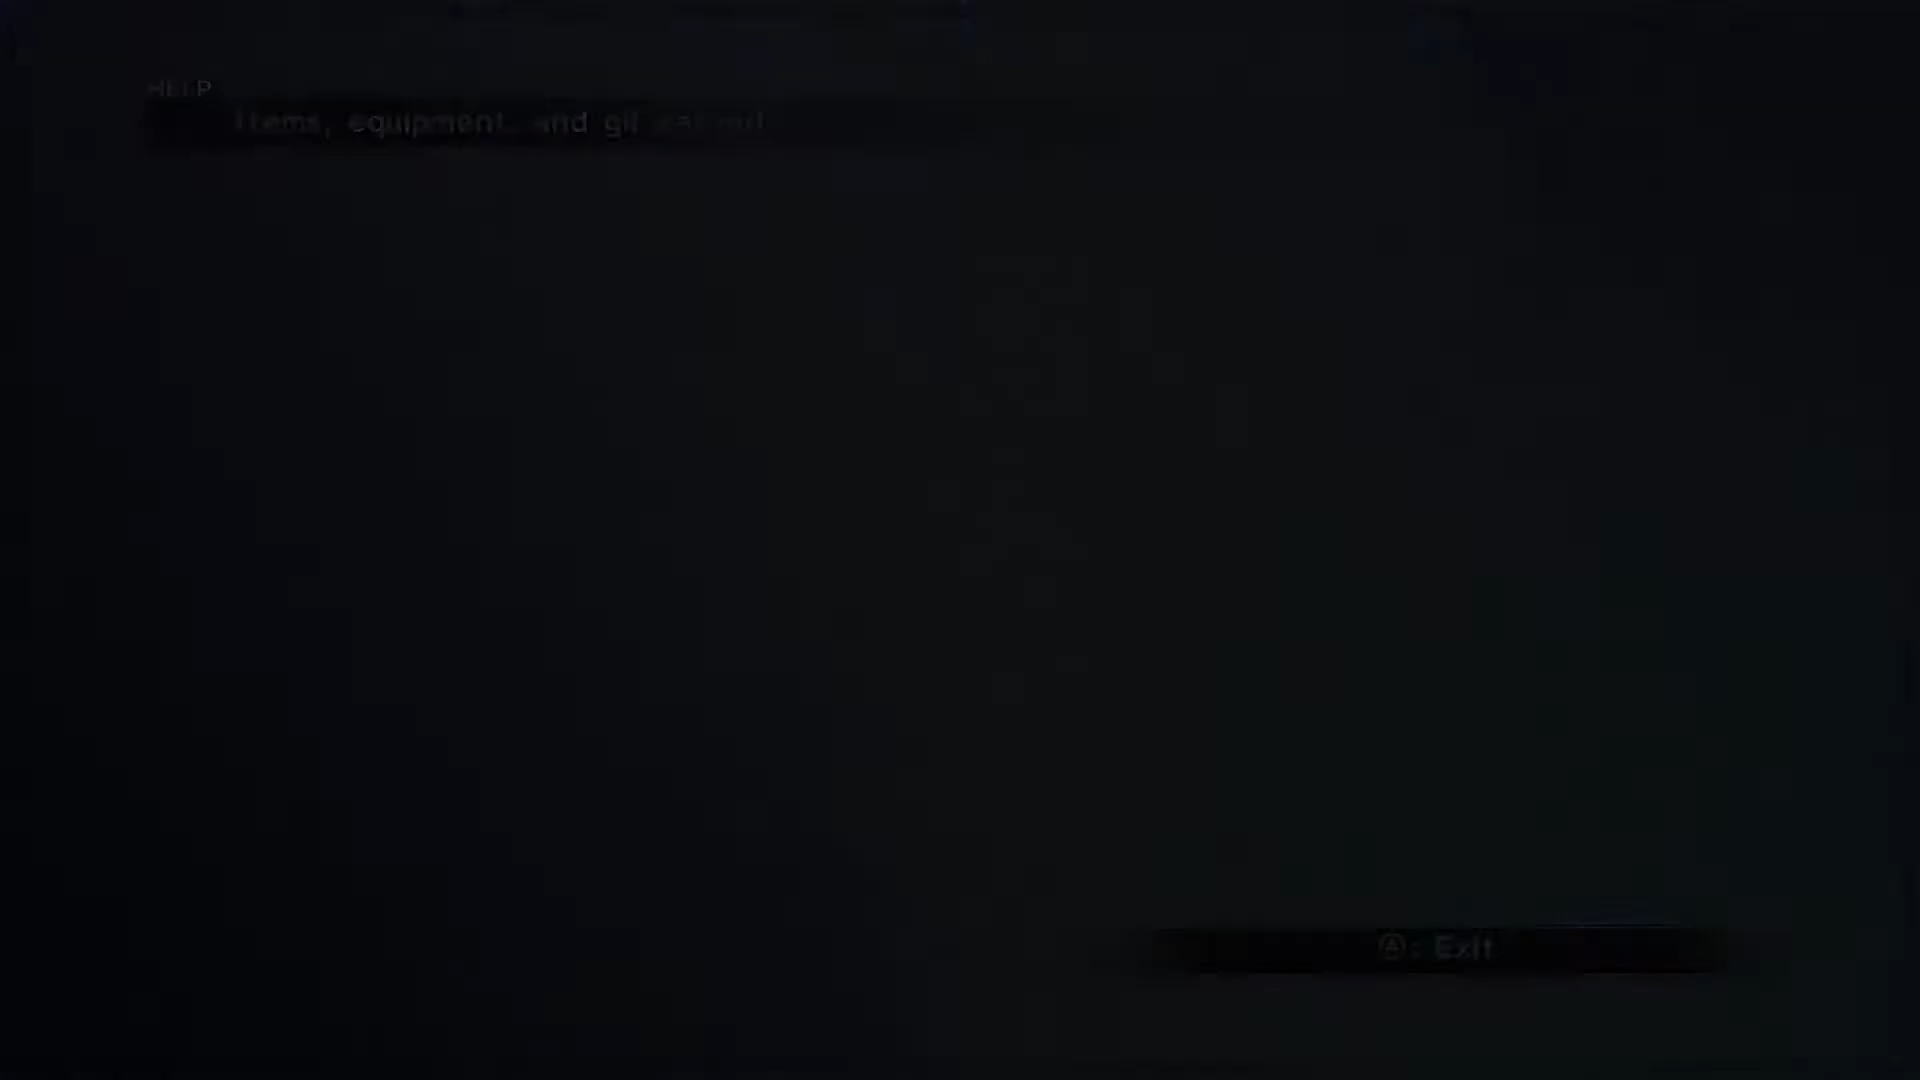 HELP
Items, equipment, and gil
Ⓐ: Exit